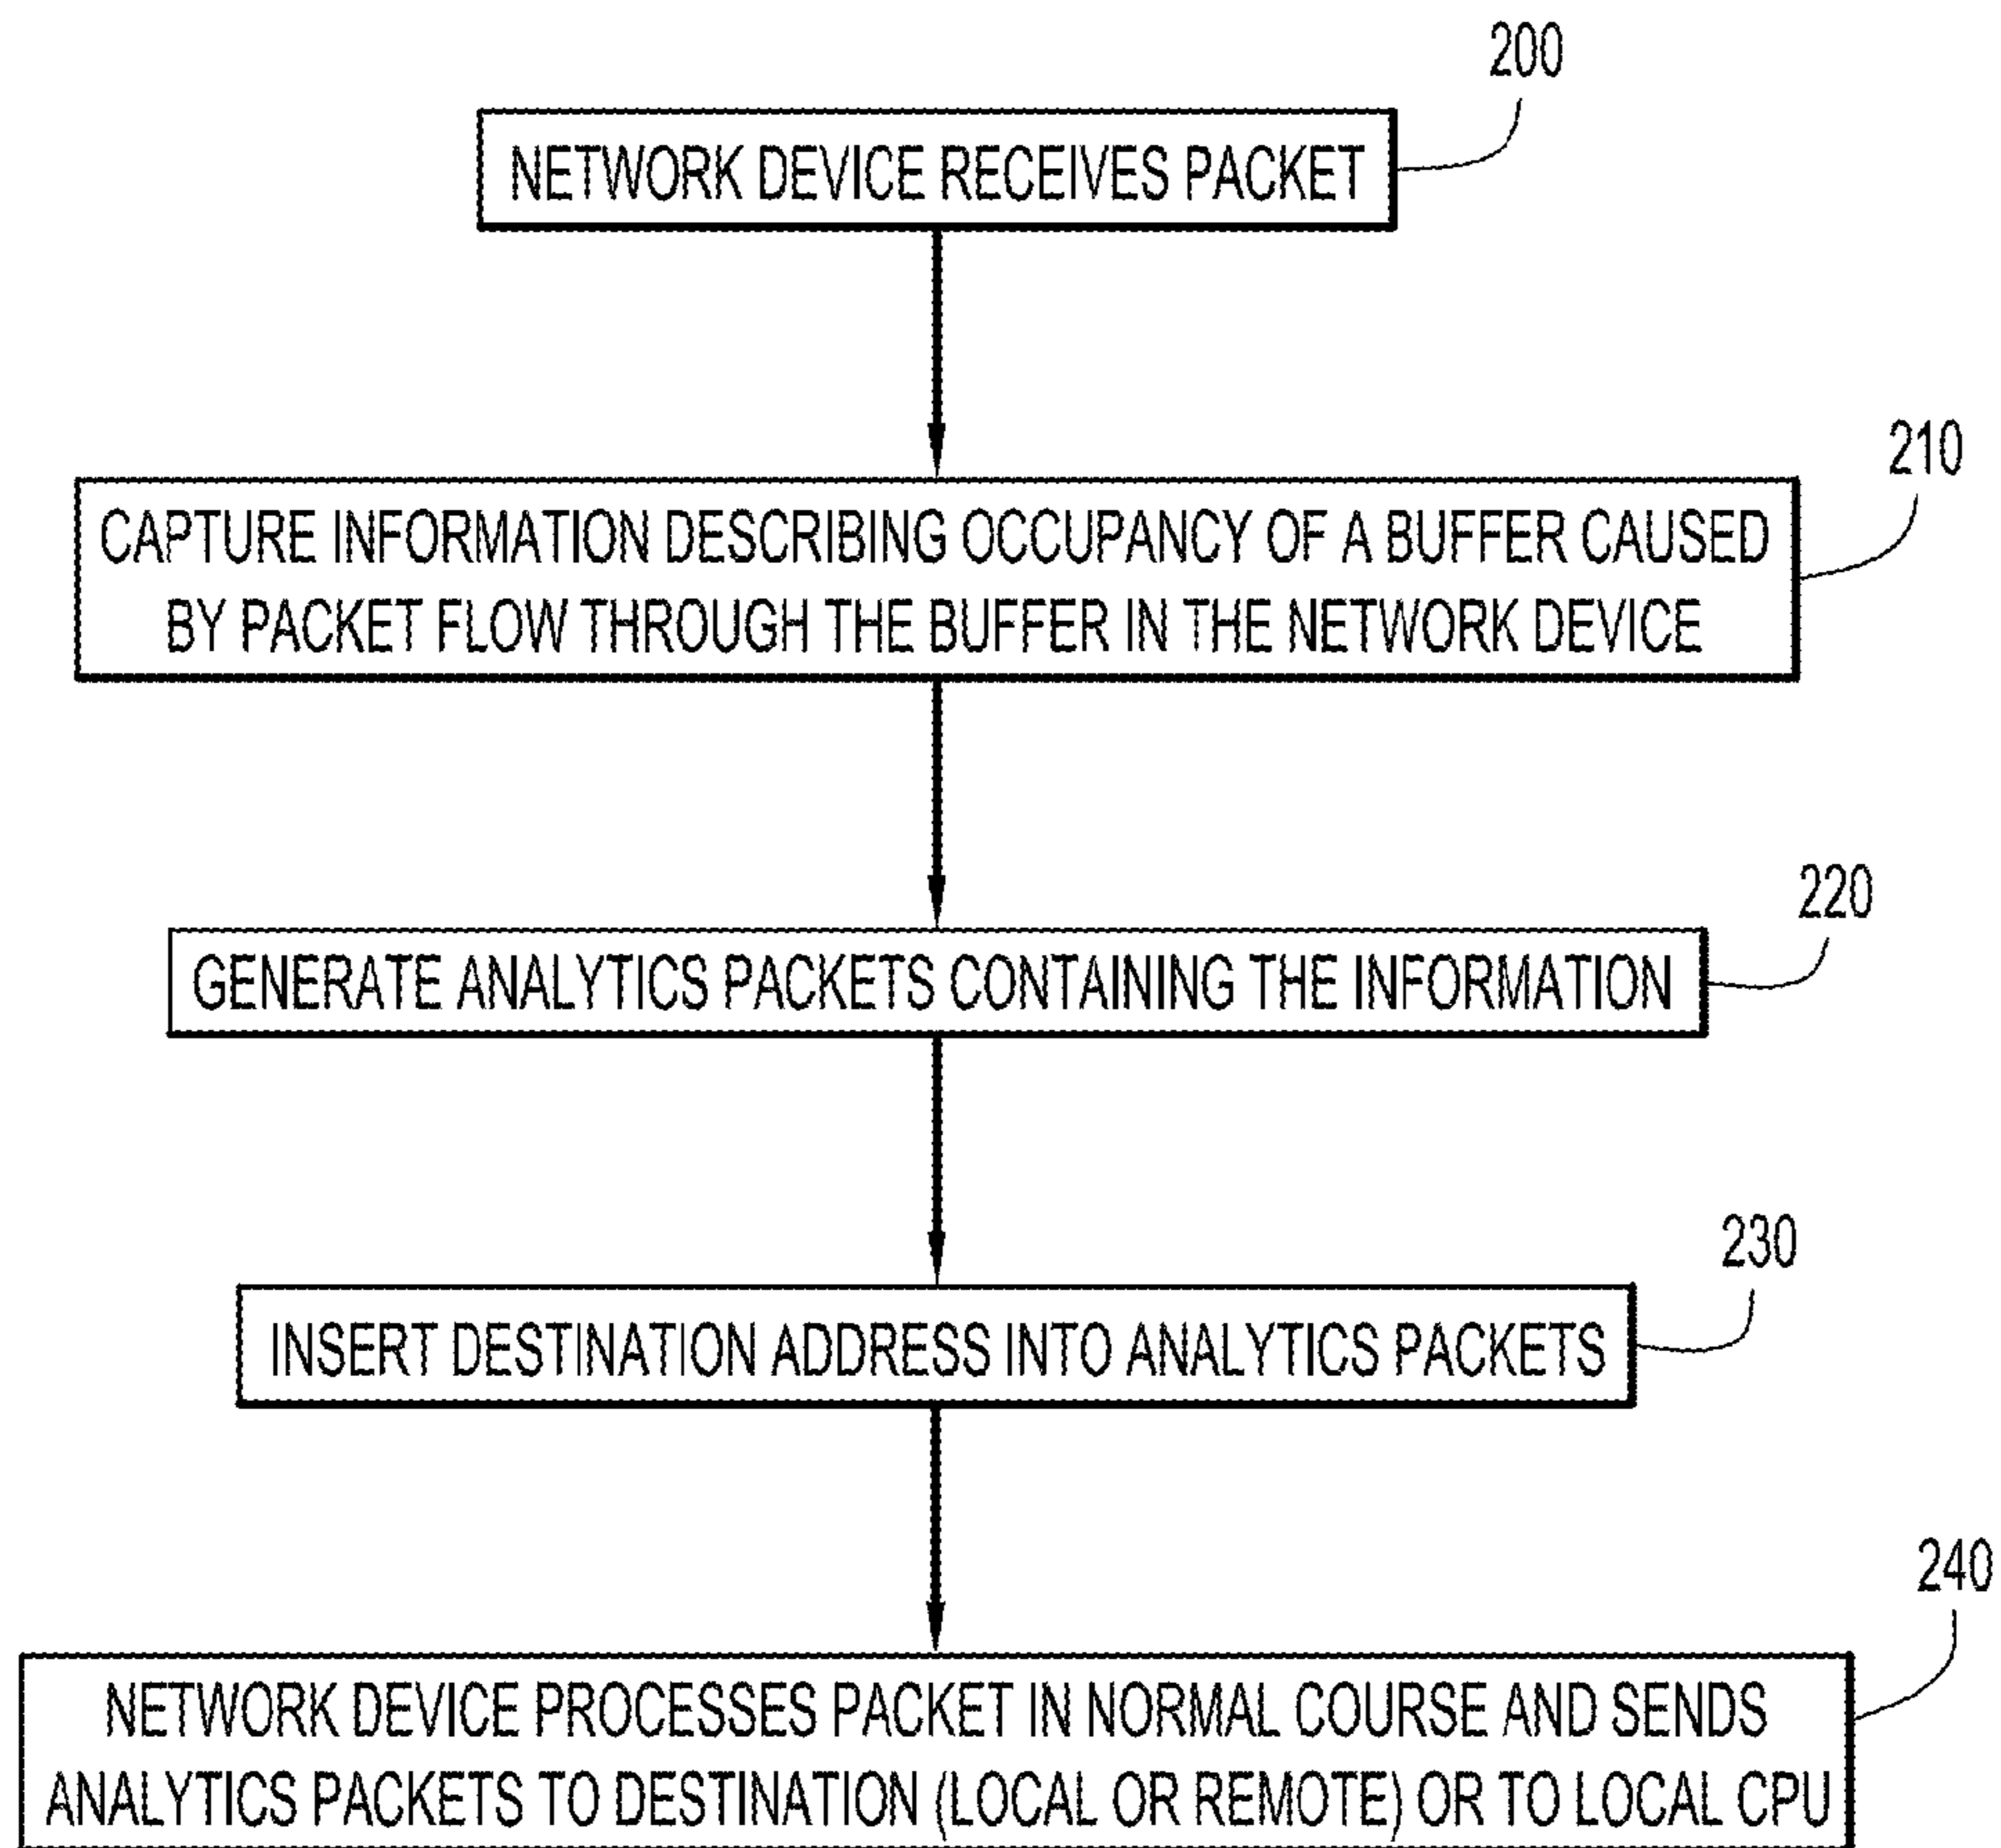 200
NETWORK DEVICE RECEIVES PACKET
210
CAPTURE INFORMATION DESCRIBING OCCUPANCY OF A BUFFER CAUSED
BY PACKET FLOW THROUGH THE BUFFER IN THE NETWORK DEVICE
220
GENERATE ANALYTICS PACKETS CONTAINING THE INFORMATION
230
INSERT DESTINATION ADDRESS INTO ANALYTICS PACKETS
240
NETWORK DEVICE PROCESSES PACKET IN NORMAL COURSE AND SENDS
ANALYTICS PACKETS TO DESTINATION (LOCAL OR REMOTE) OR TO LOCAL CPU